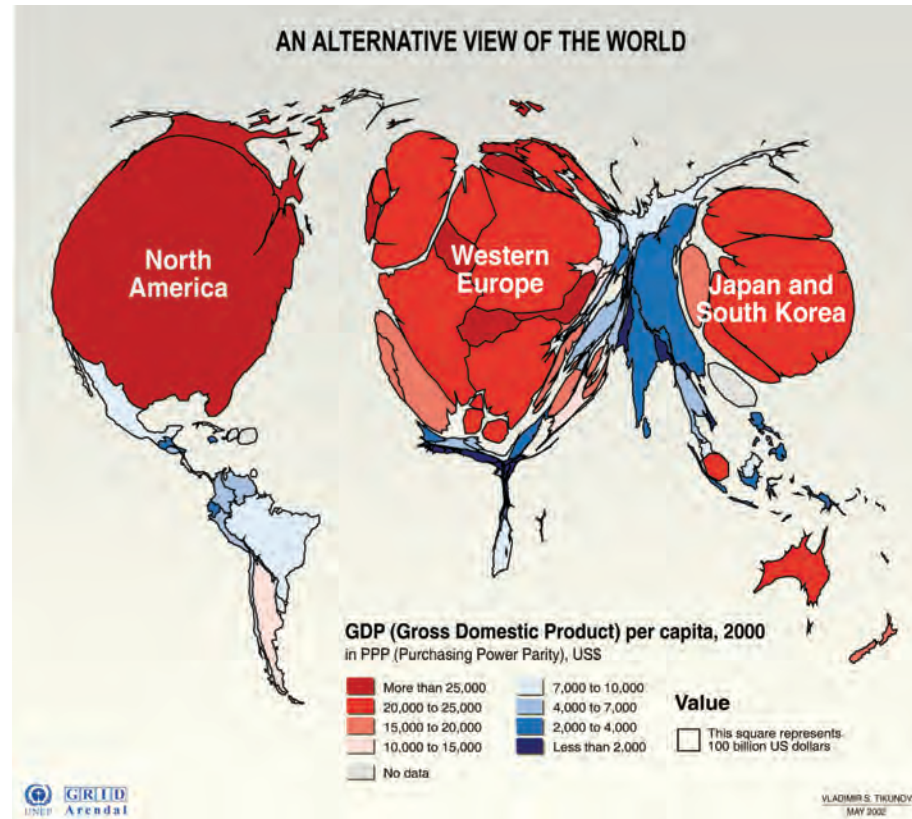 AN ALTERNATIVE VIEW OF THE WORLD
North
America
Western
Europe
Japan and
South Korea
GDP (Gross Domestic Product) per capita, 2000
in PPP (Purchasing Power Parity), US$
More than 25,000
20,000 to 25,000
15,000 to 20,000
10,000 to 15,000
No data
7,000 to 10,000
4,000 to 7,000
2,000 to 4,000
Less than 2,000
Value
This square represents
100 billion US dollars
UNEP
GRID
Arendal
VLADIMIR S. TIKUNOV
MAY 2002